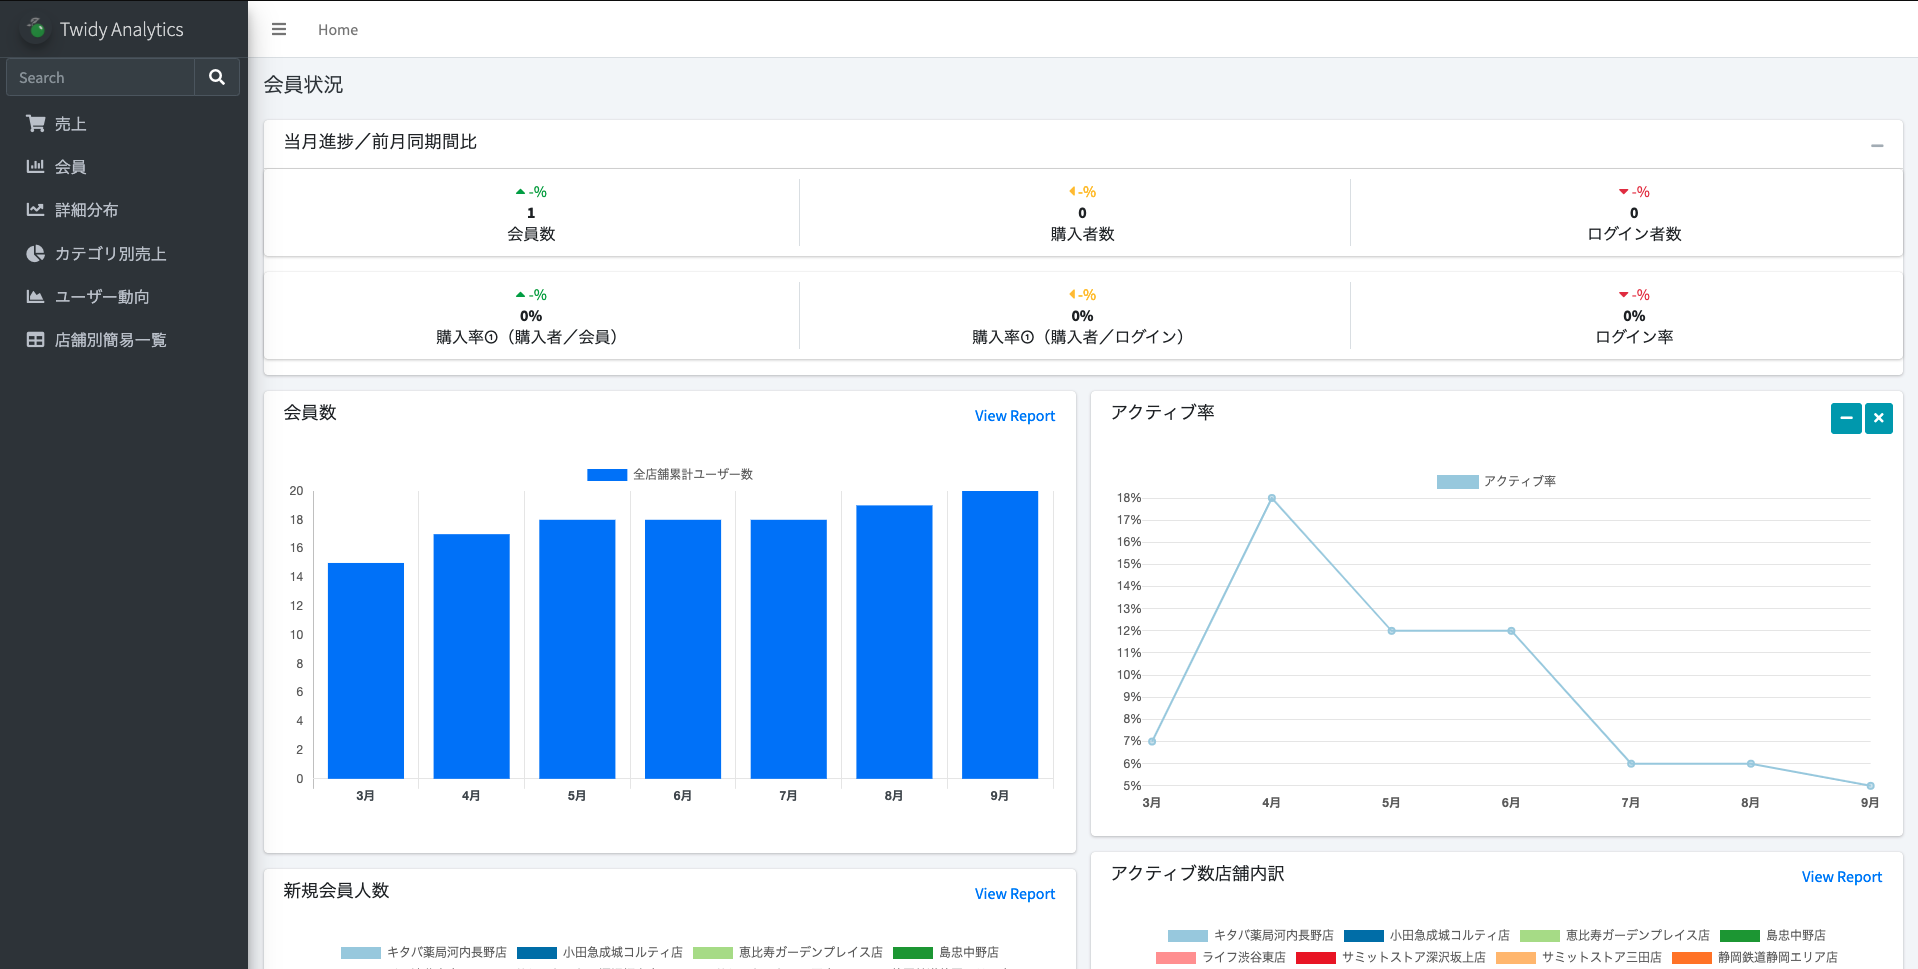 Twidy Analytics
Home
Search
売上
会員
詳細分布
カテゴリ別売上
ユーザー動向
店舗別簡易一覧
会員状況
当月進捗／前月同期間比
-%
1
会員数
-%
0
購入者数
-%
0
ログイン者数
-%
0%
購入率①（購入者／会員）
-%
0%
購入率①（購入者／ログイン）
-%
0%
ログイン率
会員数
View Report
全店舗累計ユーザー数
20
18
16
14
12
10
8
6
4
2
0
3月 4月 5月 6月 7月 8月 9月
アクティブ率
アクティブ率
18%
17%
16%
15%
14%
13%
12%
11%
10%
9%
8%
7%
6%
5%
3月 4月 5月 6月 7月 8月 9月
新規会員人数
View Report
キタバ薬局河内長野店 小田急成城コルティ店 恵比寿ガーデンプレイス店 島忠中野店
アクティブ数店舗内訳
View Report
キタバ薬局河内長野店 小田急成城コルティ店 恵比寿ガーデンプレイス店 島忠中野店
ライフ渋谷東店 サミットストア深沢坂上店 サミットストア三田店 静岡鉄道静岡エリア店